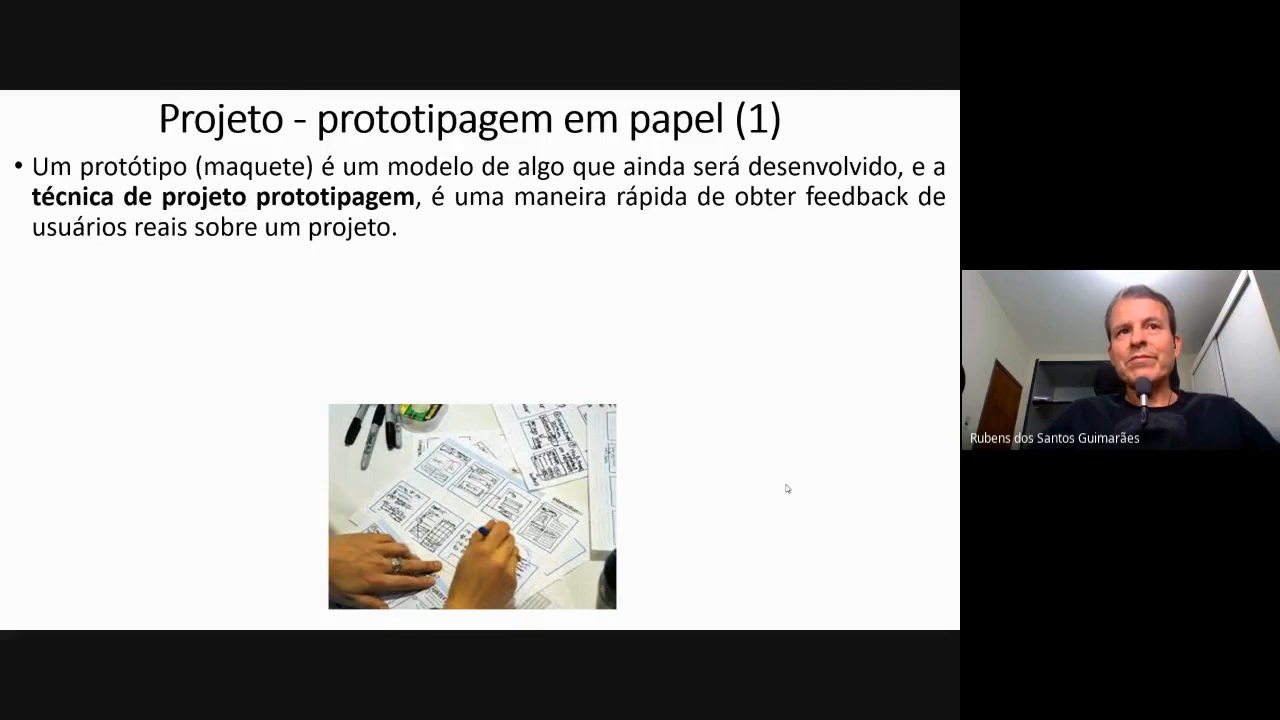 Projeto - prototipagem em papel (1)
• Um protótipo (maquete) é um modelo de algo que ainda será desenvolvido, e a
técnica de projeto prototipagem, é uma maneira rápida de obter feedback de
usuários reais sobre um projeto.
Rubens dos Santos Guimarães